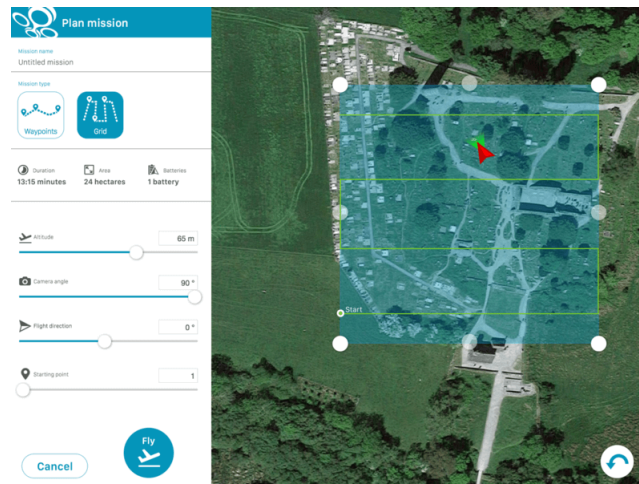 Plan mission
Mission name
Untitled mission
Mission type
Waypoints
Grid
Duration
13:15 minutes
Area
24 hectares
Batteries
1 battery
Altitude
65 m
Camera angle
90 °
Flight direction
0 °
Starting point
1
Cancel
Fly
Start